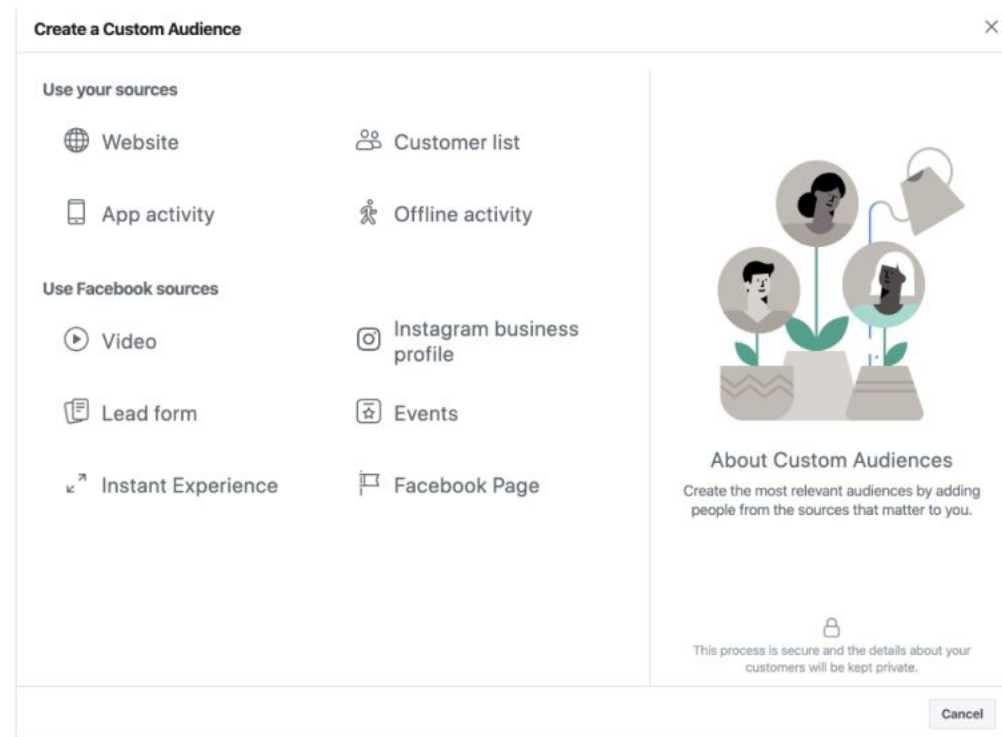 Create a Custom Audience
Use your sources
Website
Customer list
App activity
Offline activity
Use Facebook sources
Video
Instagram business
profile
Lead form
Events
Instant Experience
Facebook Page
About Custom Audiences
Create the most relevant audiences by adding
people from the sources that matter to you.
This process is secure and the details about your
customers will be kept private.
Cancel